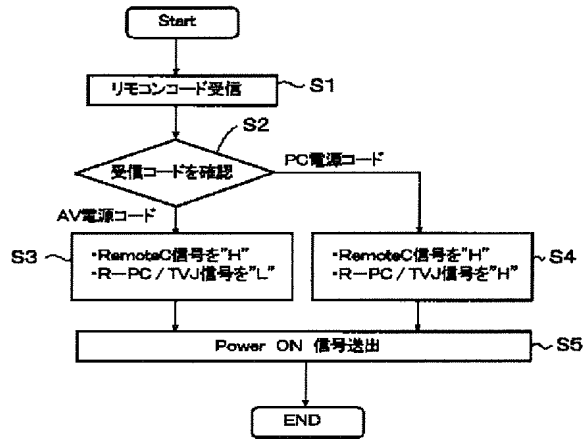 Start
リモコンコード受信
S1
S2
受信コードを確認
PC電源コード
AV電源コード
S3
・RemoteC信号を"H"
・R－PC／TVJ信号を"L"
・RemoteC信号を"H"
・R－PC／TVJ信号を"H"
S4
Power ON 信号送出
S5
END